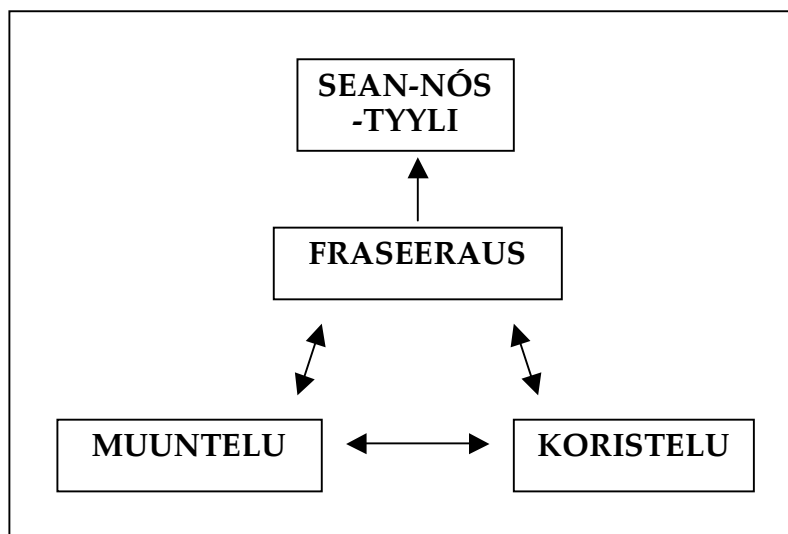 SEAN-NÓS
-TYYLI
FRASEERAUS
MUUNTELU
KORISTELU